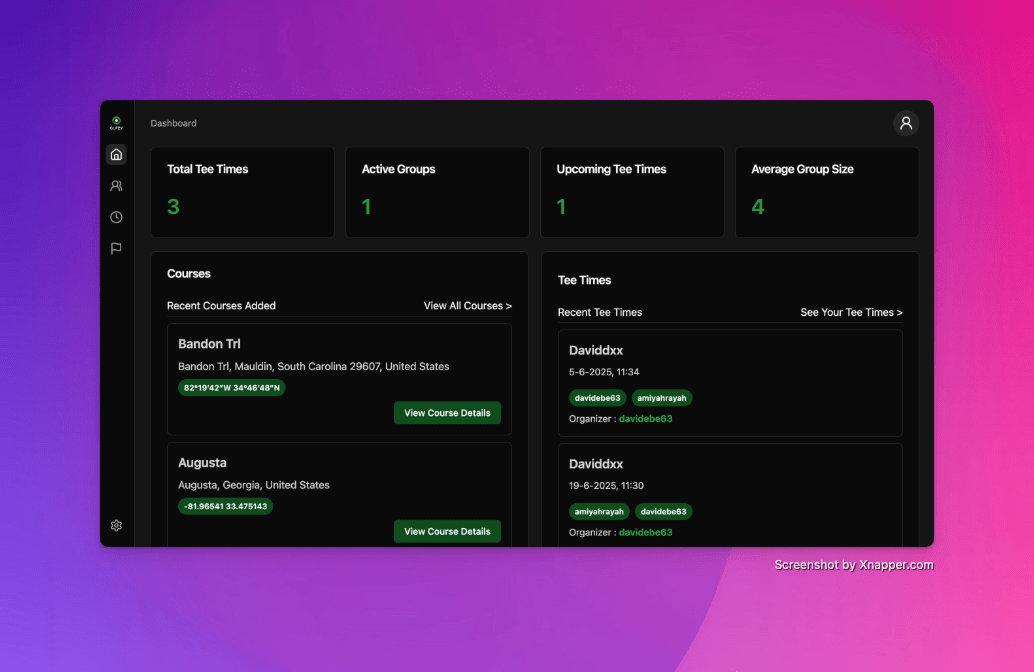 Dashboard
Total Tee Times
3
Active Groups
1
Upcoming Tee Times
1
Average Group Size
4
Courses
Recent Courses Added
View All Courses >
Bandon Trl
Bandon Trl, Mauldin, South Carolina 29607, United States
82°19'42"W 34°46'48"N
View Course Details
Augusta
Augusta, Georgia, United States
-81.96541 33.475143
View Course Details
Tee Times
Recent Tee Times
See Your Tee Times >
Daviddxx
5-6-2025, 11:34
davidebe63 amiyahrayah
Organizer : davidebe63
Daviddxx
19-6-2025, 11:30
amiyahrayah davidebe63
Organizer : davidebe63
Screenshot by Xnapper.com